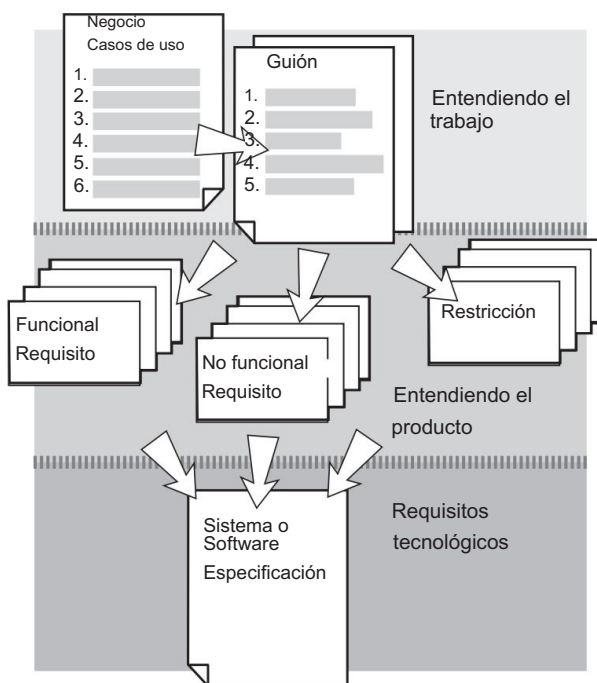 Negocio
Casos de uso
1.
2.
3.
4.
5.
6.
Guión
1.
2.
3.
4.
5.
Entendiendo el
trabajo
Funcional
Requisito
No funcional
Requisito
Restricción
Entendiendo el
producto
Sistema o
Software
Especificación
Requisitos
tecnológicos